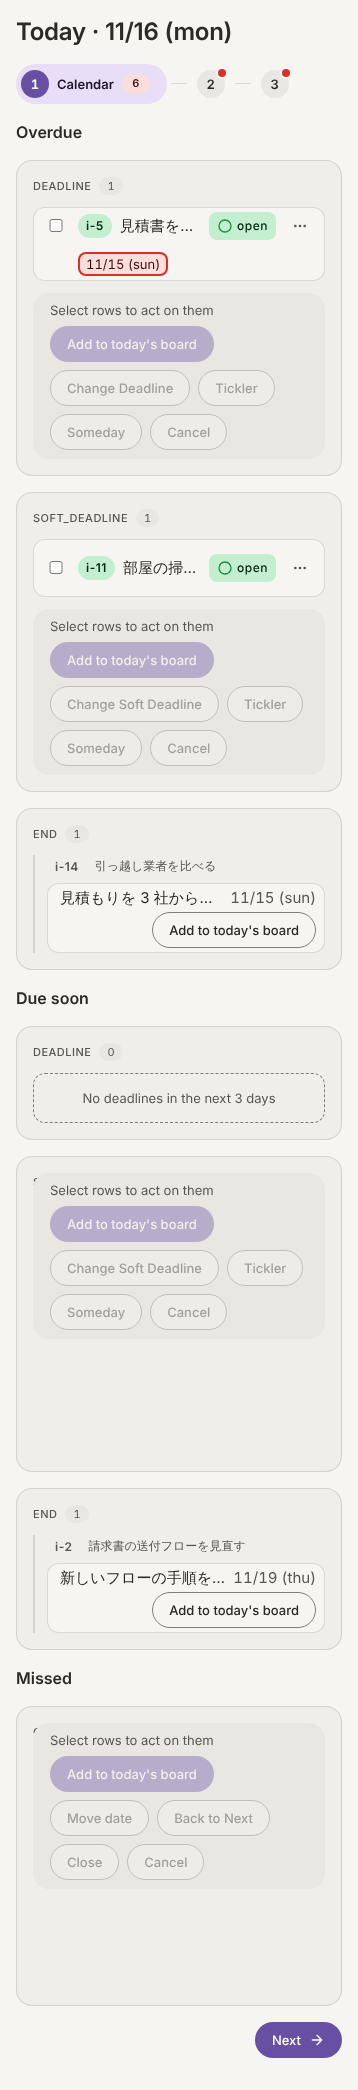 Today · 11/16 (mon)
1 Calendar 6 2 3
Overdue
DEADLINE 1
i-5 見積書を... open ...
11/15 (sun)
Select rows to act on them
Add to today's board
Change Deadline Tickler
Someday Cancel
SOFT_DEADLINE 1
i-11 部屋の掃... open ...
Select rows to act on them
Add to today's board
Change Soft Deadline Tickler
Someday Cancel
END 1
i-14 引っ越し業者を比べる
見積もりを 3 社から... 11/15 (sun)
Add to today's board
Due soon
DEADLINE 0
No deadlines in the next 3 days
Select rows to act on them
Add to today's board
Change Soft Deadline Tickler
Someday Cancel
END 1
i-2 請求書の送付フローを見直す
新しいフローの手順を... 11/19 (thu)
Add to today's board
Missed
Select rows to act on them
Add to today's board
Move date Back to Next
Close Cancel
Next →